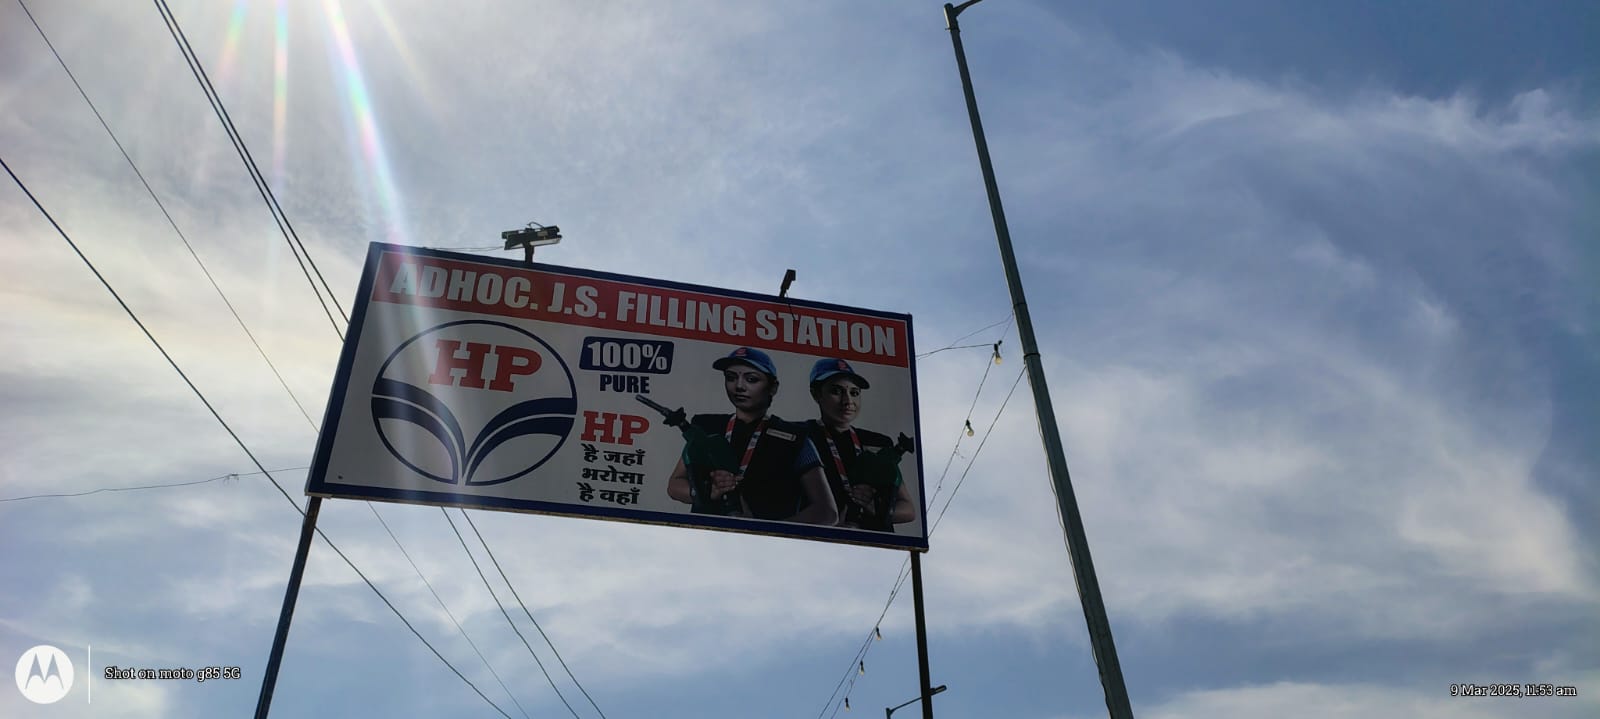 ADHOC. J.S. FILLING STATION
HP
100%
PURE
HP
है जहाँ
भरोसा
है वहाँ
Shot on moto g85 5G
9 Mar 2025, 11:53 am